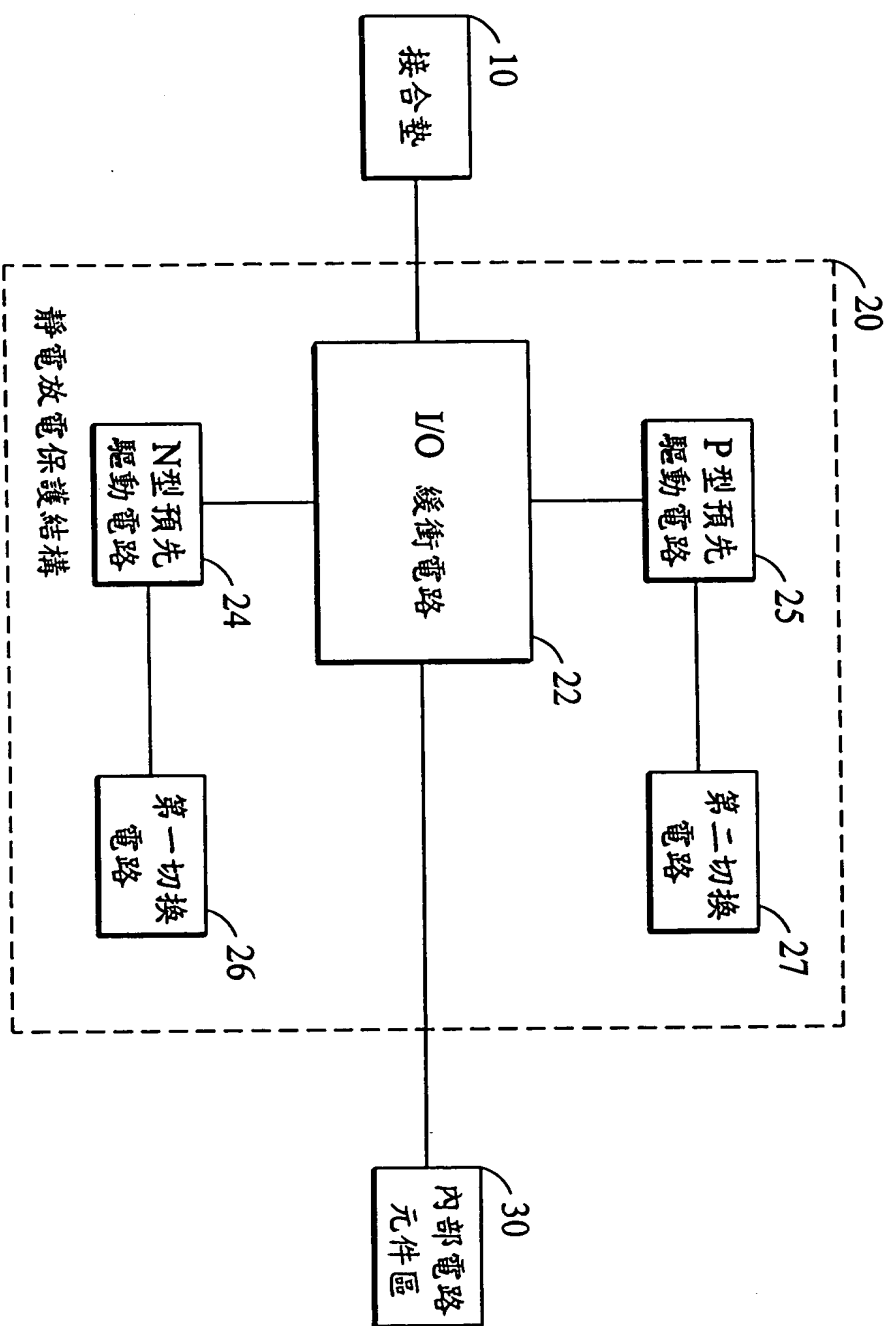 20
P型預先
驅動電路
25
第二切換
電路
27
10
接合墊
I/O 緩衝電路
22
30
內部電路
元件區
N型預先
驅動電路
24
第一切換
電路
26
靜電放電保護結構